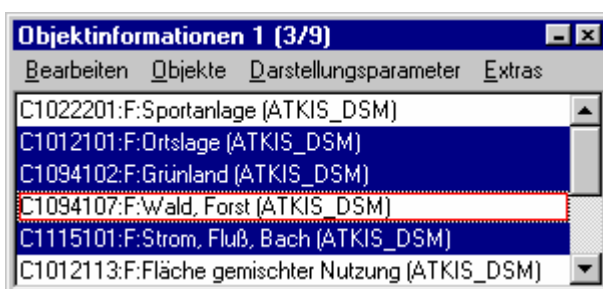 Objektinformationen 1 (3/9)
Bearbeiten Objekte Darstellungsparameter Extras
C1022201:F:Sportanlage (ATKIS_DSM)
C1012101:F:Ortslage (ATKIS_DSM)
C1094102:F:Grünland (ATKIS_DSM)
C1094107:F:Wald, Forst (ATKIS_DSM)
C1115101:F:Strom, Fluß, Bach (ATKIS_DSM)
C1012113:F:Fläche gemischter Nutzung (ATKIS_DSM)